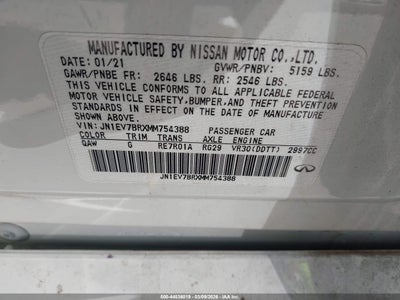 MANUFACTURED BY NISSAN MOTOR CO.,LTD.
DATE: 01/21 GVWR/PNBV: 5159 LBS.
GAWR/PNBE FR: 2646 LBS. RR: 2546 LBS.
THIS VEHICLE CONFORMS TO ALL APPLICABLE FEDERAL
MOTOR VEHICLE SAFETY,BUMPER,AND THEFT PREVENTION
STANDARDS IN EFFECT ON THE DATE OF MANUFACTURE
SHOWN ABOVE.
VIN:JN1EV7BRXMM754388 PASSENGER CAR
COLOR TRIM TRANS AXLE ENGINE
QAW G RE7R01A RG29 VR30(DDTT) 2997CC
JN1EV7BRXMM754388
INFINITI